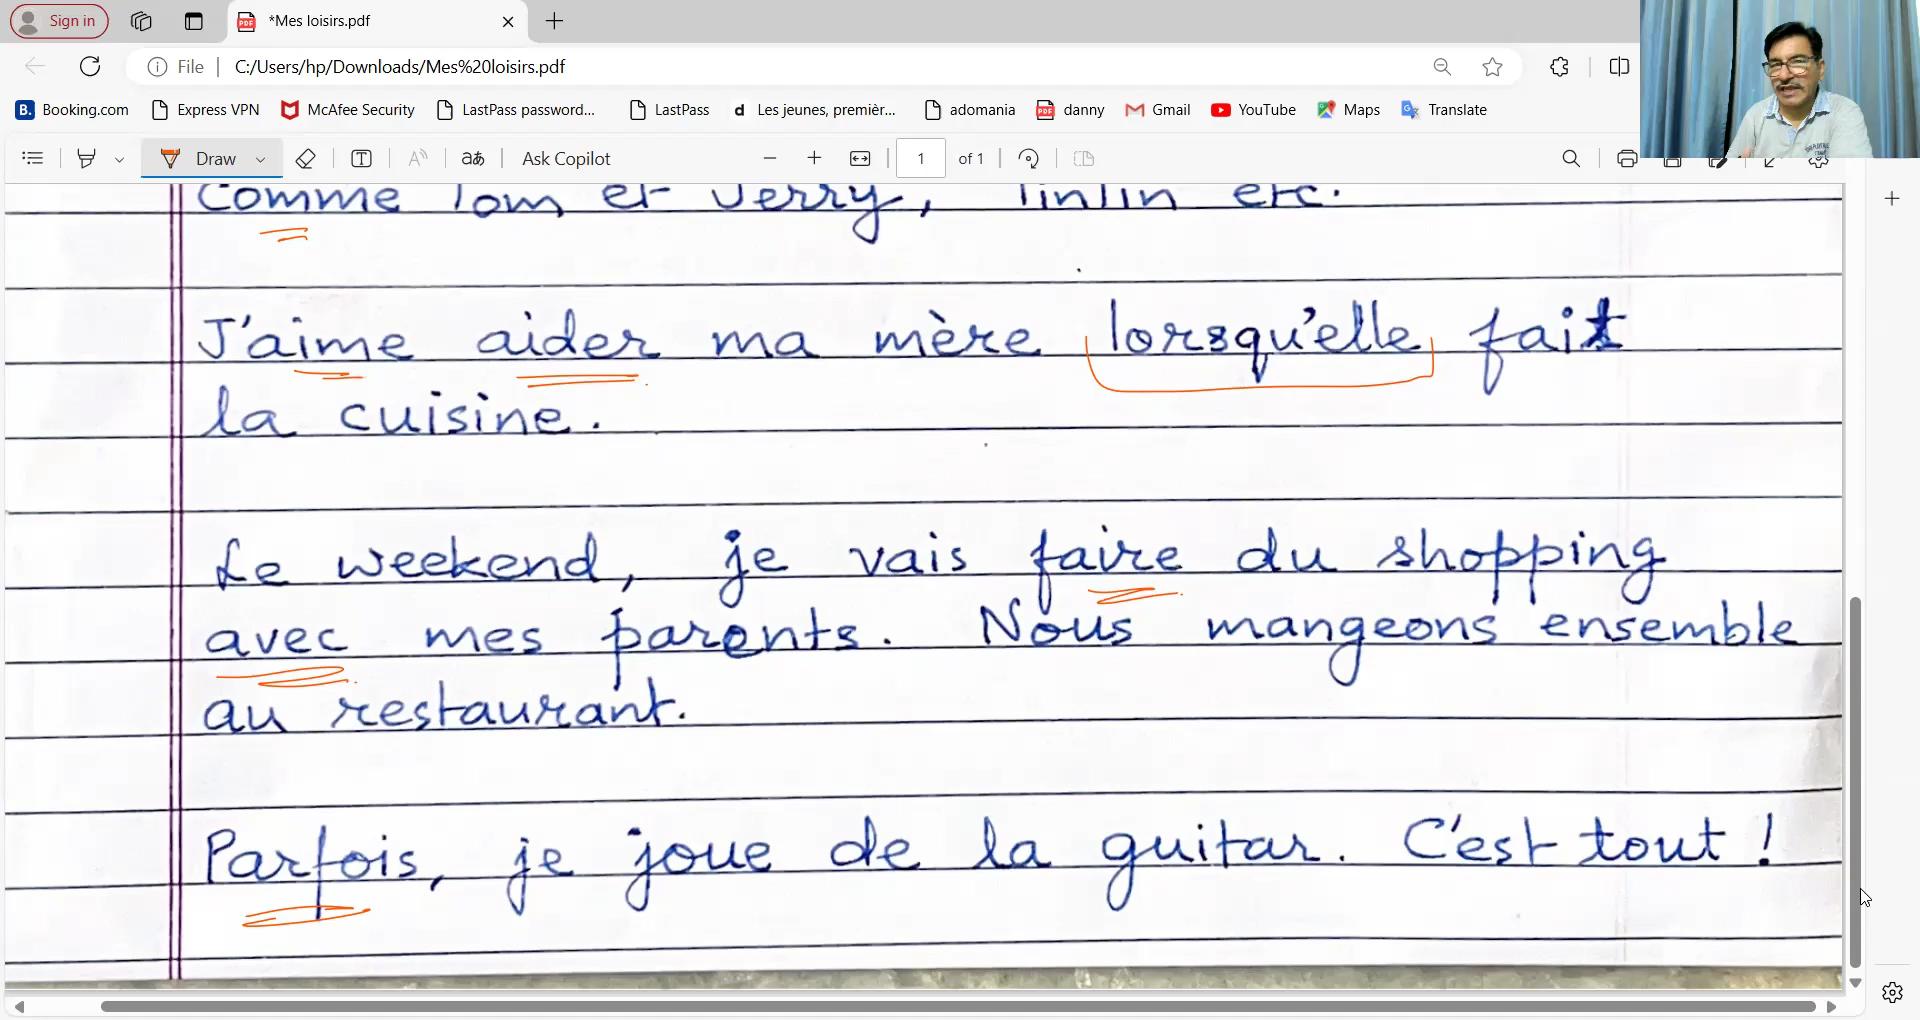 Sign in
*Mes loisirs.pdf
File
C:/Users/hp/Downloads/Mes%20loisirs.pdf
B. Booking.com Express VPN McAfee Security LastPass password... LastPass d Les jeunes, premièr... adomania PDF danny Gmail YouTube Maps Translate
Draw aあ Ask Copilot 1 of 1
Comme Tom et Jerry, Tintin etc.
J'aime aider ma mère lorsqu'elle fait
la cuisine.
Le weekend, je vais faire du shopping
avec mes parents. Nous mangeons ensemble
au restaurant.
Parfois, je joue de la guitar. C'est tout !